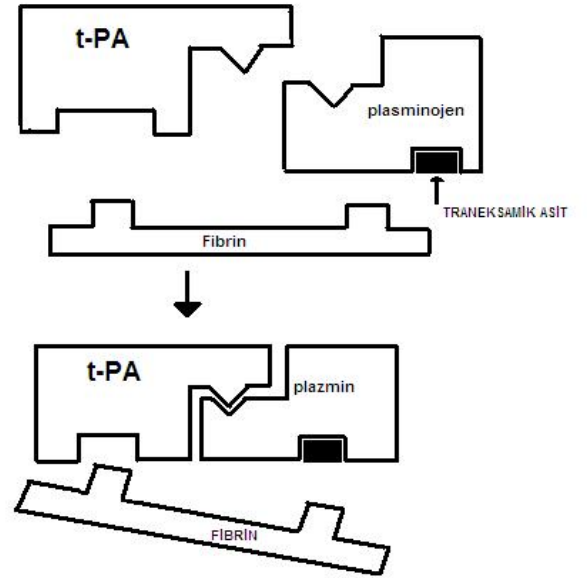 t-PA
plasminojen
TRANEKSAMİK ASİT
Fibrin
t-PA
plazmin
FİBRİN